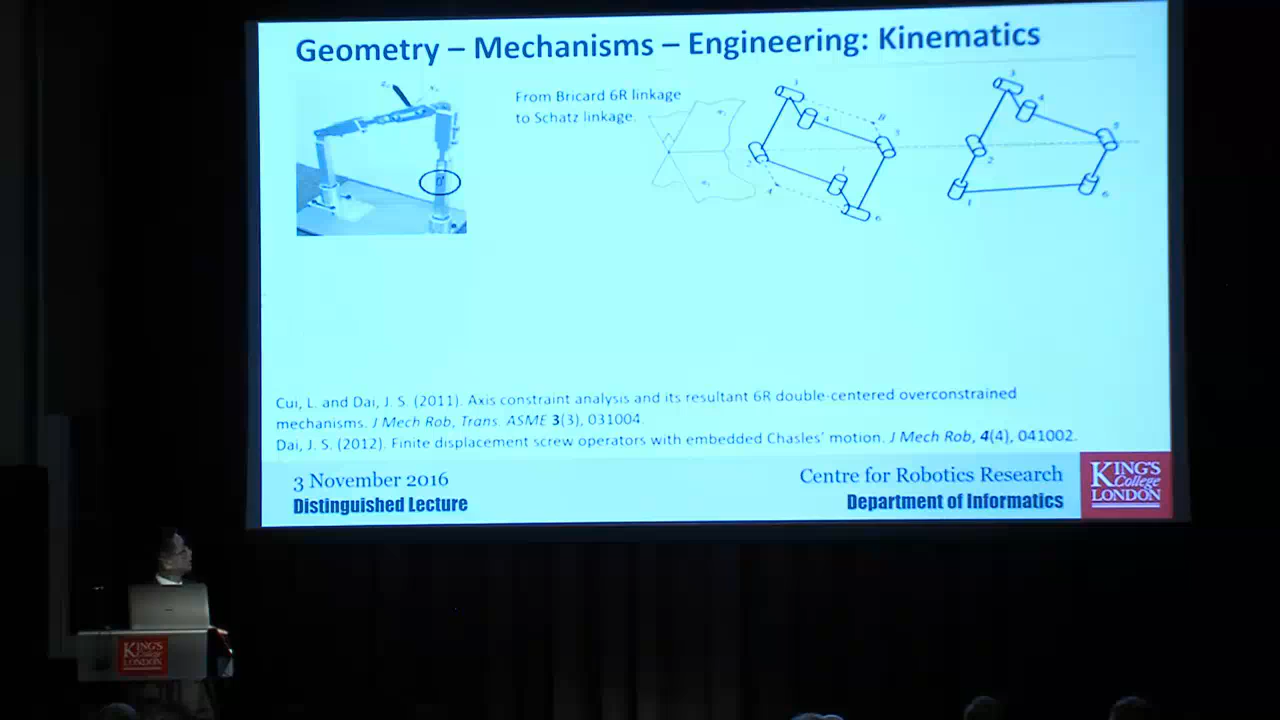 Geometry – Mechanisms – Engineering: Kinematics
From Bricard 6R linkage
to Schatz linkage.
Cui, L. and Dai, J. S. (2011). Axis constraint analysis and its resultant 6R double-centered overconstrained
mechanisms. J Mech Rob, Trans. ASME 3(3), 031004.
Dai, J. S. (2012). Finite displacement screw operators with embedded Chasles' motion. J Mech Rob, 4(4), 041002.
3 November 2016
Distinguished Lecture
Centre for Robotics Research
Department of Informatics
KING'S
College
LONDON
KING'S
College
LONDON